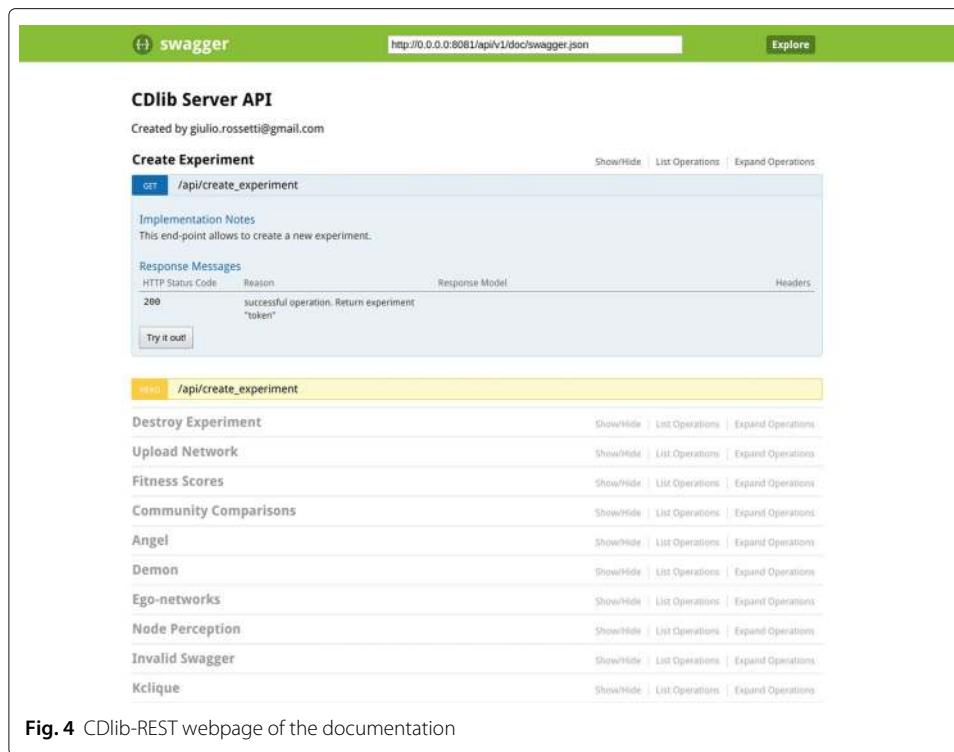 {-} swagger http://0.0.0.0:8081/api/v1/doc/swagger.json Explore
CDlib Server API
Created by giulio.rossetti@gmail.com
Create Experiment Show/Hide List Operations Expand Operations
GET /api/create_experiment
Implementation Notes
This end-point allows to create a new experiment.
Response Messages
HTTP Status Code Reason Response Model Headers
200 successful operation. Return experiment
"token"
Try it out!
HEAD /api/create_experiment
Destroy Experiment Show/Hide List Operations Expand Operations
Upload Network Show/Hide List Operations Expand Operations
Fitness Scores Show/Hide List Operations Expand Operations
Community Comparisons Show/Hide List Operations Expand Operations
Angel Show/Hide List Operations Expand Operations
Demon Show/Hide List Operations Expand Operations
Ego-networks Show/Hide List Operations Expand Operations
Node Perception Show/Hide List Operations Expand Operations
Invalid Swagger Show/Hide List Operations Expand Operations
Kclique Show/Hide List Operations Expand Operations
Fig. 4 CDlib-REST webpage of the documentation